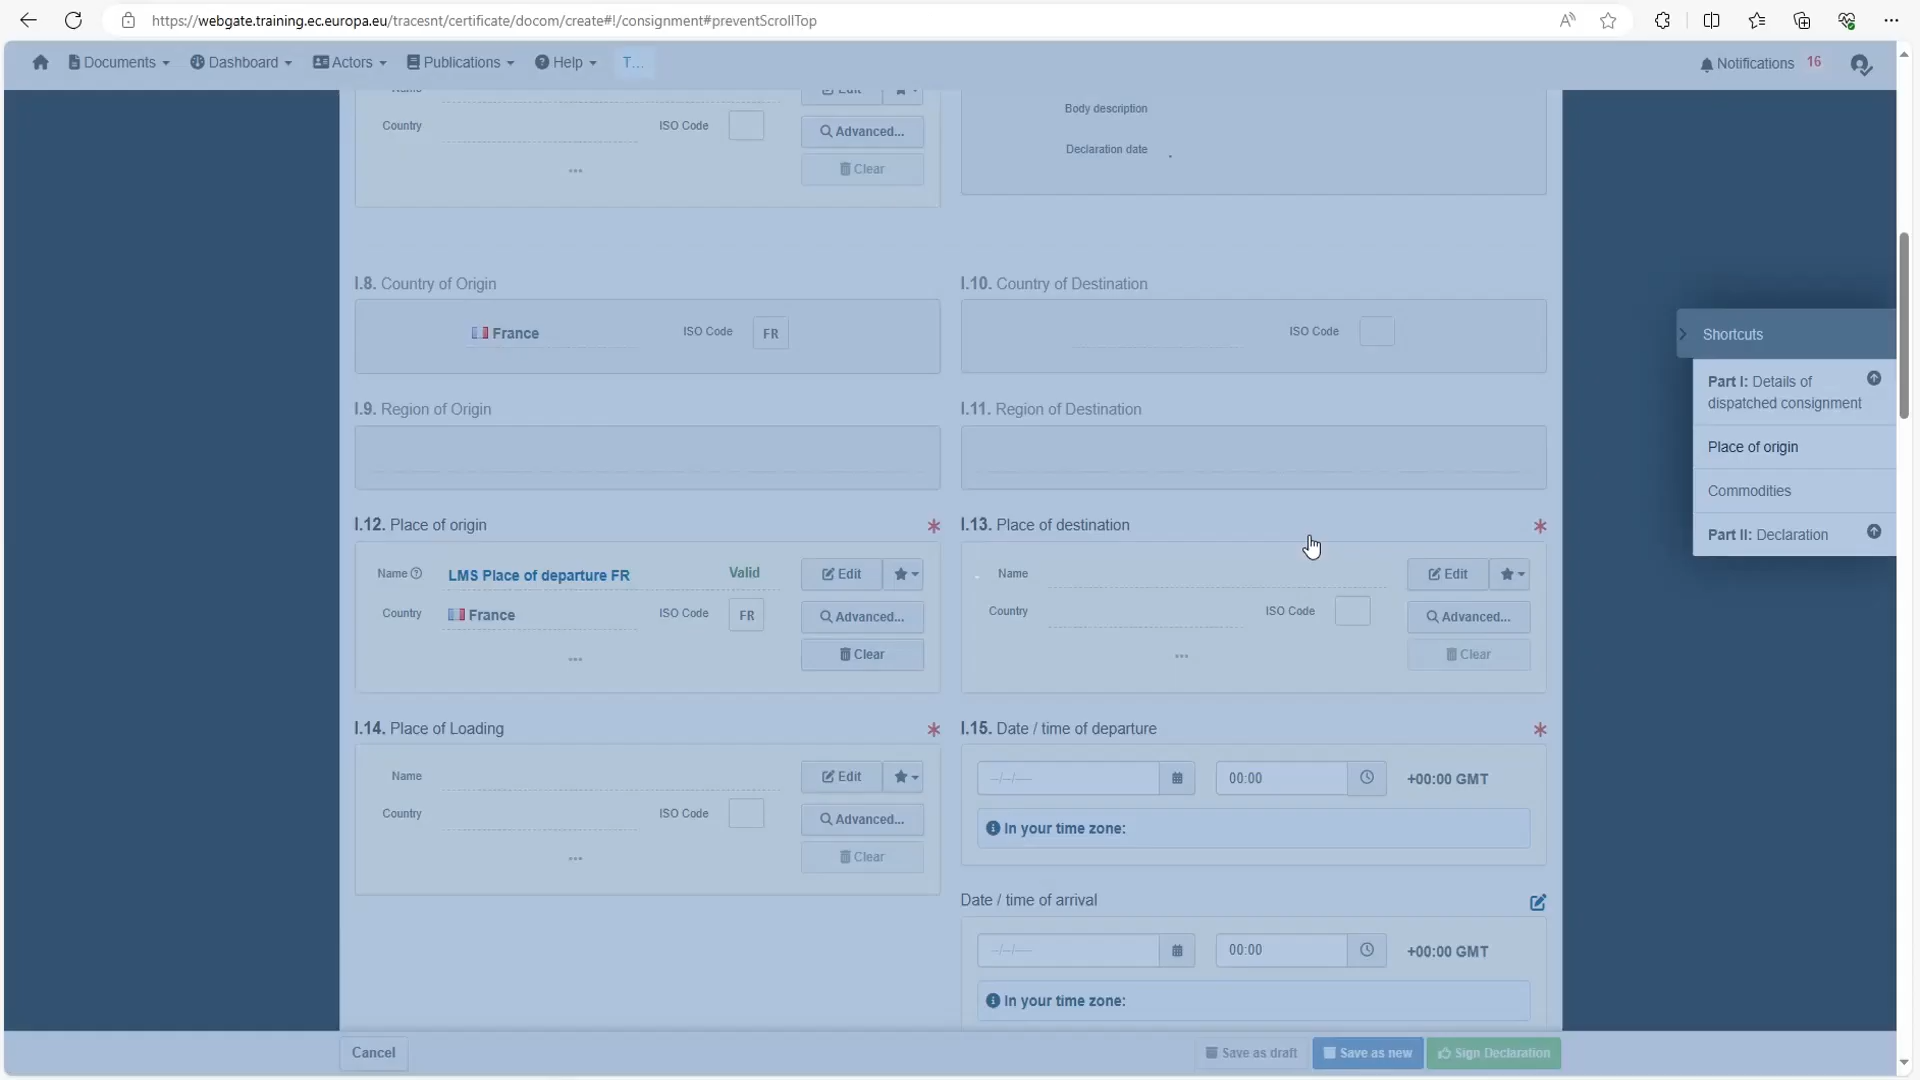 https://webgate.training.ec.europa.eu/tracesnt/certificate/docom/create#!/consignment#preventScrollTop
Documents Dashboard Actors Publications Help T... Notifications 16
Name Edit
Country ISO Code Advanced...
... Clear
Body description
Declaration date
I.8. Country of Origin
France ISO Code FR
I.10. Country of Destination
ISO Code
I.9. Region of Origin
I.11. Region of Destination
I.12. Place of origin *
Name LMS Place of departure FR Valid Edit
Country France ISO Code FR Advanced...
... Clear
I.13. Place of destination *
Name Edit
Country ISO Code Advanced...
... Clear
I.14. Place of Loading *
Name Edit
Country ISO Code Advanced...
... Clear
I.15. Date / time of departure *
--/--/---- 00:00 +00:00 GMT
In your time zone:
Date / time of arrival
--/--/---- 00:00 +00:00 GMT
In your time zone:
Shortcuts
Part I: Details of
dispatched consignment
Place of origin
Commodities
Part II: Declaration
Cancel Save as draft Save as new Sign Declaration